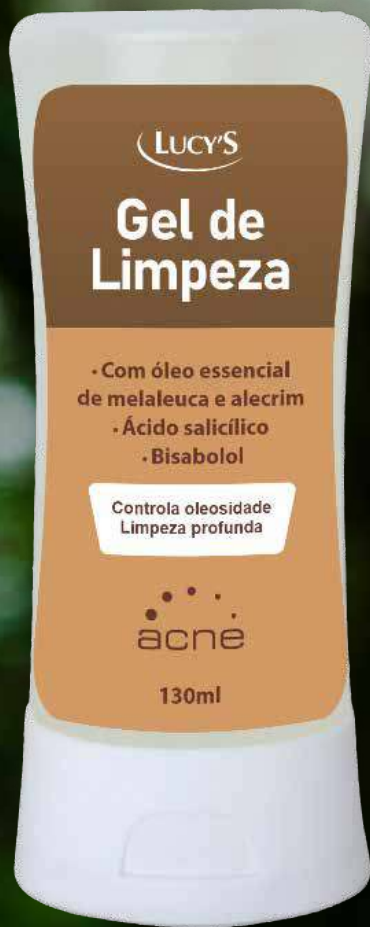 LUCY'S
Gel de
Limpeza
• Com óleo essencial
de melaleuca e alecrim
• Ácido salicílico
• Bisabolol
Controla oleosidade
Limpeza profunda
acne
130ml